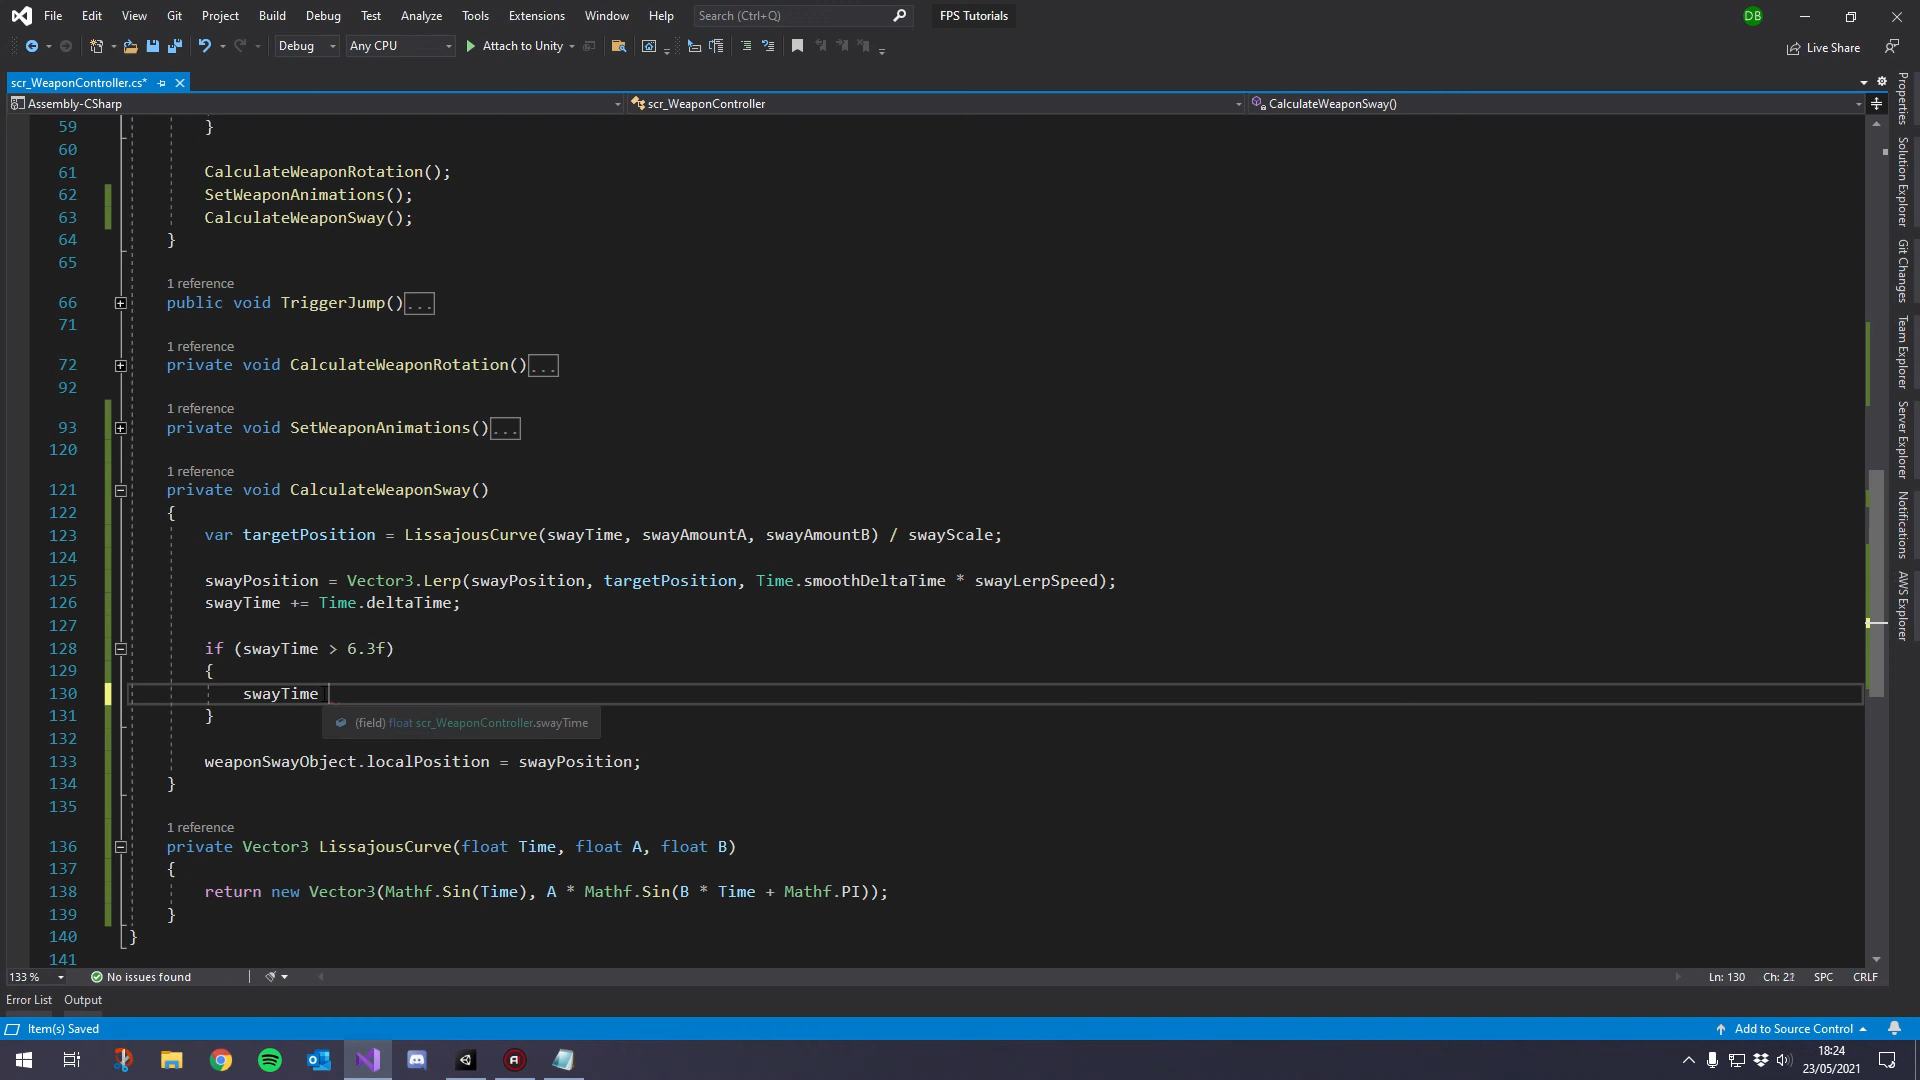 File Edit View Git Project Build Debug Test Analyze Tools Extensions Window Help Search (Ctrl+Q) FPS Tutorials DB
Debug Any CPU Attach to Unity Live Share
scr_WeaponController.cs*
Assembly-CSharp scr_WeaponController CalculateWeaponSway()
59 }
60
61 CalculateWeaponRotation();
62 SetWeaponAnimations();
63 CalculateWeaponSway();
64 }
65
1 reference
66 public void TriggerJump()...
71
1 reference
72 private void CalculateWeaponRotation()...
92
1 reference
93 private void SetWeaponAnimations()...
120
1 reference
121 private void CalculateWeaponSway()
122 {
123 var targetPosition = LissajousCurve(swayTime, swayAmountA, swayAmountB) / swayScale;
124
125 swayPosition = Vector3.Lerp(swayPosition, targetPosition, Time.smoothDeltaTime * swayLerpSpeed);
126 swayTime += Time.deltaTime;
127
128 if (swayTime > 6.3f)
129 {
130 swayTime
(field) float scr_WeaponController.swayTime
131 }
132
133 weaponSwayObject.localPosition = swayPosition;
134 }
135
1 reference
136 private Vector3 LissajousCurve(float Time, float A, float B)
137 {
138 return new Vector3(Mathf.Sin(Time), A * Mathf.Sin(B * Time + Mathf.PI));
139 }
140 }
141
133 % No issues found Ln: 130 Ch: 22 SPC CRLF
Error List Output
Item(s) Saved Add to Source Control
18:24
23/05/2021
Properties
Solution Explorer
Git Changes
Team Explorer
Server Explorer
Notifications
AWS Explorer